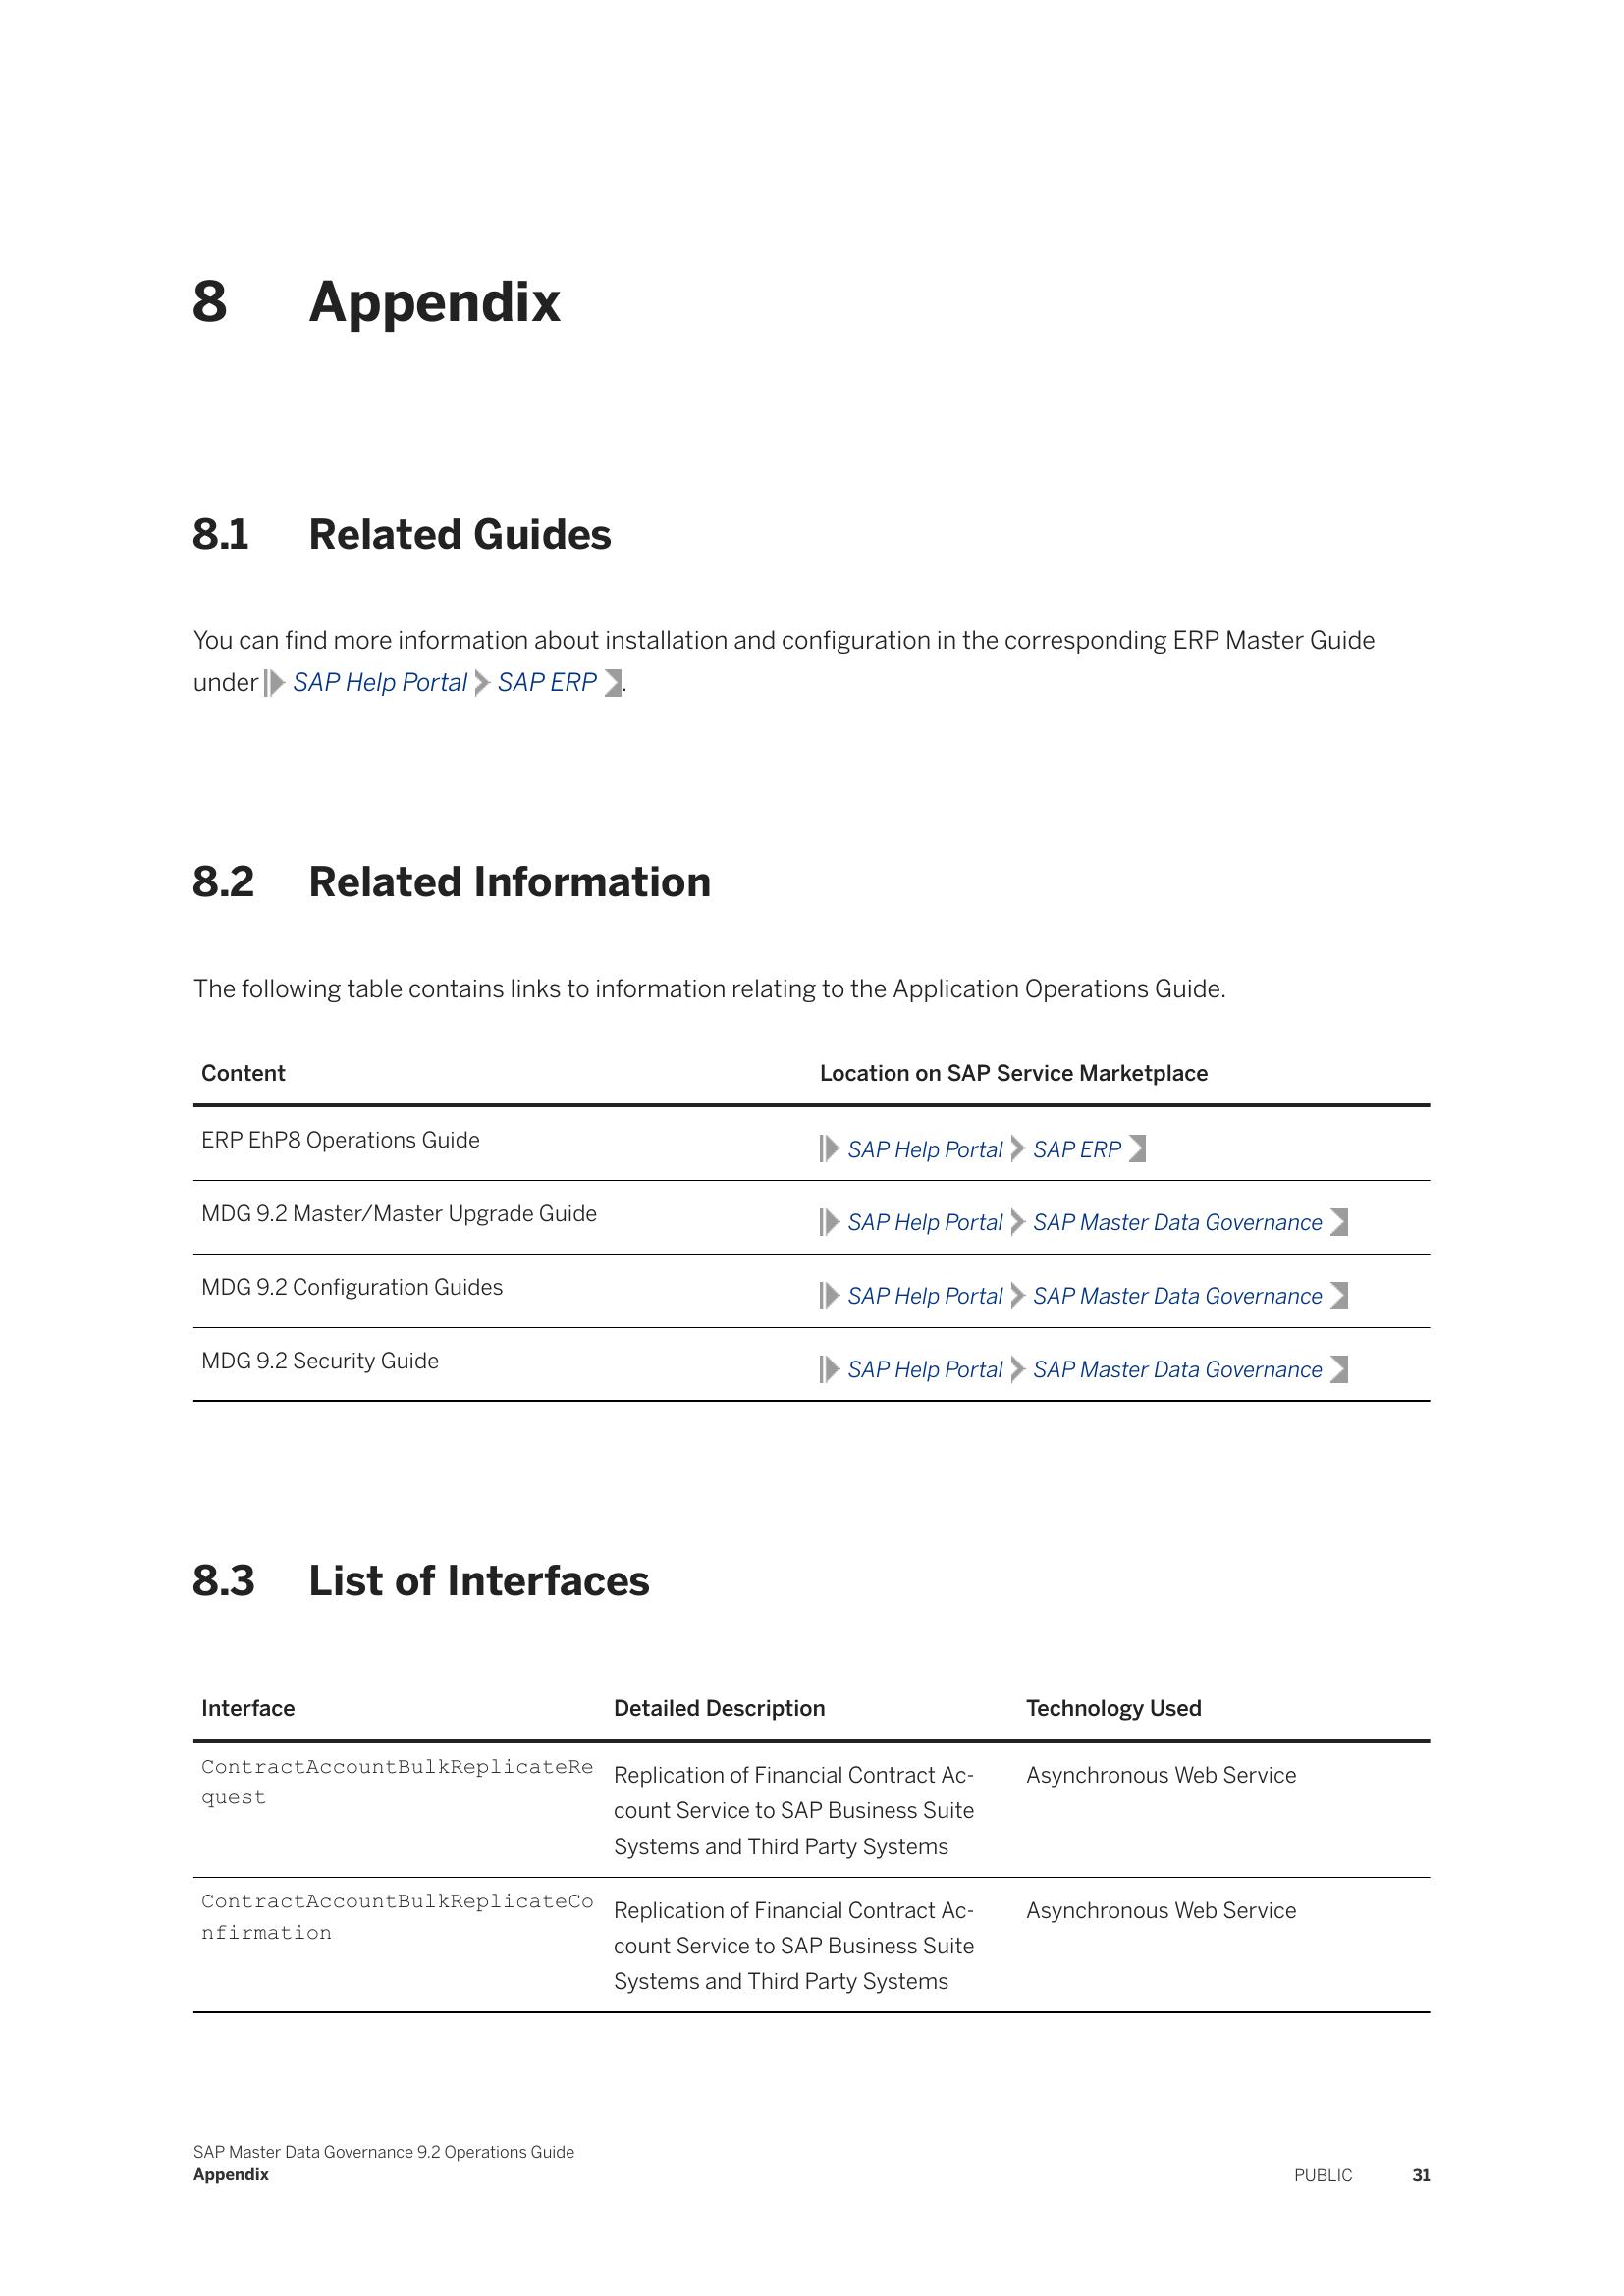 8 Appendix
8.1 Related Guides
You can find more information about installation and configuration in the corresponding ERP Master Guide
under SAP Help Portal SAP ERP .
8.2 Related Information
The following table contains links to information relating to the Application Operations Guide.
Content Location on SAP Service Marketplace
ERP EhP8 Operations Guide SAP Help Portal SAP ERP
MDG 9.2 Master/Master Upgrade Guide SAP Help Portal SAP Master Data Governance
MDG 9.2 Configuration Guides SAP Help Portal SAP Master Data Governance
MDG 9.2 Security Guide SAP Help Portal SAP Master Data Governance
8.3 List of Interfaces
Interface Detailed Description Technology Used
ContractAccountBulkReplicateRe
quest
Replication of Financial Contract Ac-
count Service to SAP Business Suite
Systems and Third Party Systems
Asynchronous Web Service
ContractAccountBulkReplicateCo
nfirmation
Replication of Financial Contract Ac-
count Service to SAP Business Suite
Systems and Third Party Systems
Asynchronous Web Service
SAP Master Data Governance 9.2 Operations Guide
Appendix PUBLIC 31